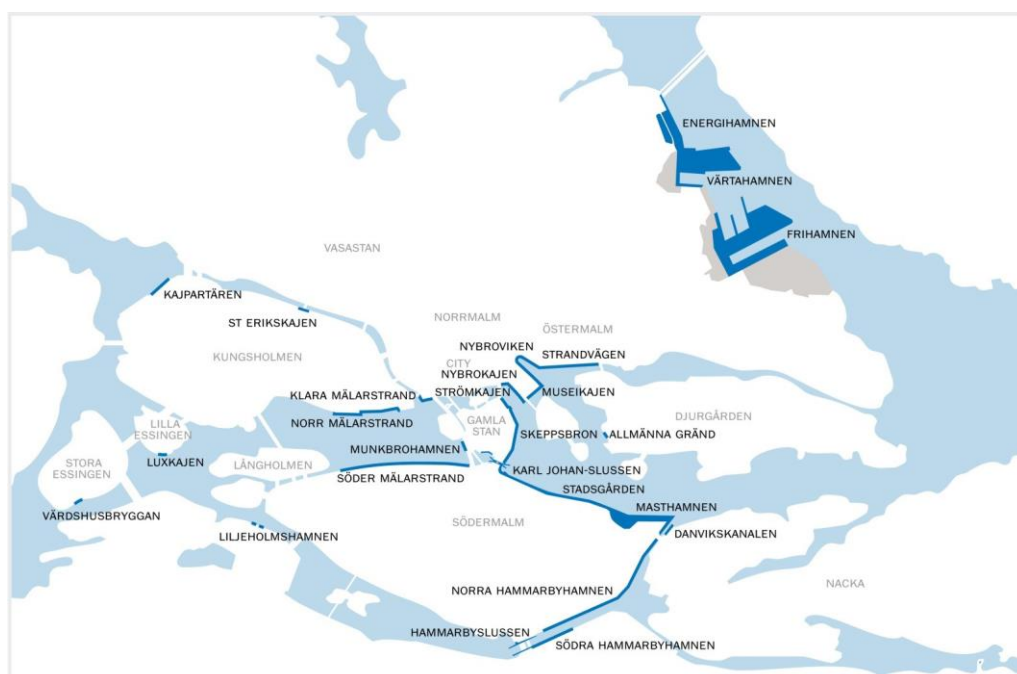 ENERGIHAMNEN
VÄRTAHAMNEN
FRIHAMNEN
VASASTAN
KAJPARTÄREN
ST ERIKSKAJEN
NORRMALM
ÖSTERMALM
NYBROVIKEN
STRANDVÄGEN
KUNGSHOLMEN
CITY
NYBROKAJEN
KLARA MÄLARSTRAND
STRÖMKAJEN
MUSEIKAJEN
NORR MÄLARSTRAND
GAMLA
STAN
DJURGÅRDEN
LILLA
ESSINGEN
SKEPPSBRON
ALLMÄNNA GRÄND
MUNKBROHAMNEN
LUXKAJEN
LÅNGHOLMEN
STORA
ESSINGEN
KARL JOHAN-SLUSSEN
SÖDER MÄLARSTRAND
STADSGÅRDEN
MASTHAMNEN
VÄRDSHUSBRYGGAN
SÖDERMALM
LILJEHOLMSHAMNEN
DANVIKSKANALEN
NACKA
NORRA HAMMARBYHAMNEN
HAMMARBYSLUSSEN
SÖDRA HAMMARBYHAMNEN